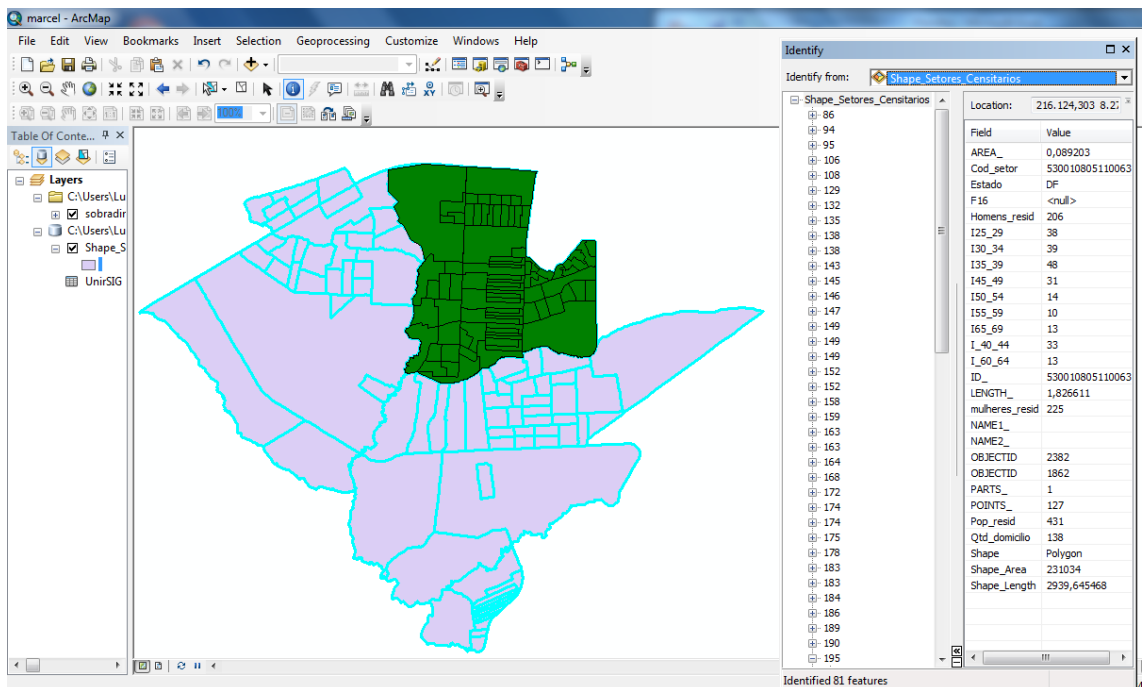 marcel - ArcMap
File Edit View Bookmarks Insert Selection Geoprocessing Customize Windows Help
100%
Table Of Conte...
Layers
C:\Users\Lu
sobradir
C:\Users\Lu
Shape_S
UnirSIG
Identify
Identify from: Shape_Setores_Censitarios
Shape_Setores_Censitarios
86
94
95
106
108
129
132
135
138
138
143
145
146
147
149
149
149
152
152
158
159
163
163
164
168
172
174
174
175
178
183
183
184
186
189
190
195
Location: 216.124,303
Field Value
AREA_ 0,089203
Cod_setor 530010805110063
Estado DF
F16 <null>
Homens_resid 206
I25_29 38
I30_34 39
I35_39 48
I45_49 31
I50_54 14
I55_59 10
I65_69 13
I_40_44 33
I_60_64 13
ID_ 530010805110063
LENGTH_ 1,826611
mulheres_resid 225
NAME1_
NAME2_
OBJECTID 2382
OBJECTID 1862
PARTS_ 1
POINTS_ 127
Pop_resid 431
Qtd_domicilio 138
Shape Polygon
Shape_Area 231034
Shape_Length 2939,645468
Identified 81 features